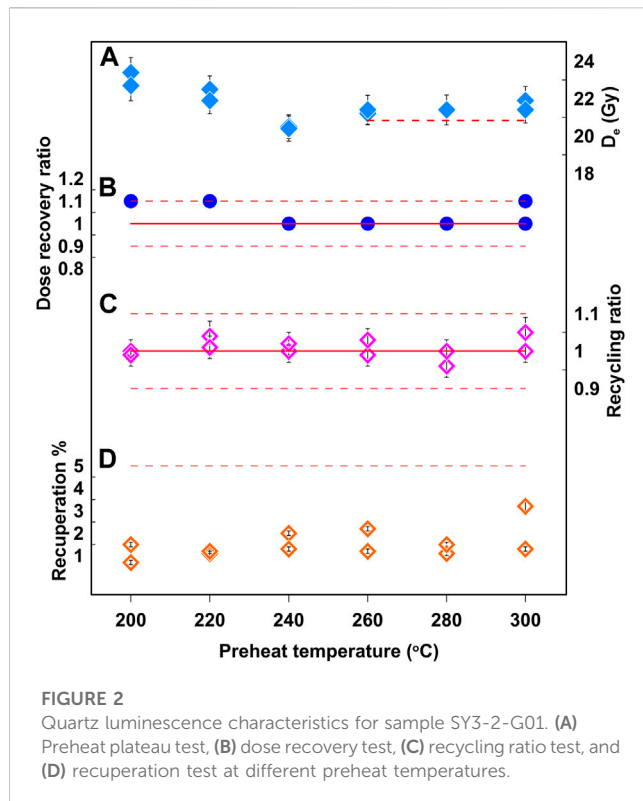 A
24
22
20
18
D_e (Gy)
B
1.2
1.1
1
0.9
0.8
Dose recovery ratio
C
1.1
1
0.9
Recycling ratio
D
5
4
3
2
1
Recuperation %
200 220 240 260 280 300
Preheat temperature (°C)
FIGURE 2
Quartz luminescence characteristics for sample SY3-2-G01. (A)
Preheat plateau test, (B) dose recovery test, (C) recycling ratio test, and
(D) recuperation test at different preheat temperatures.